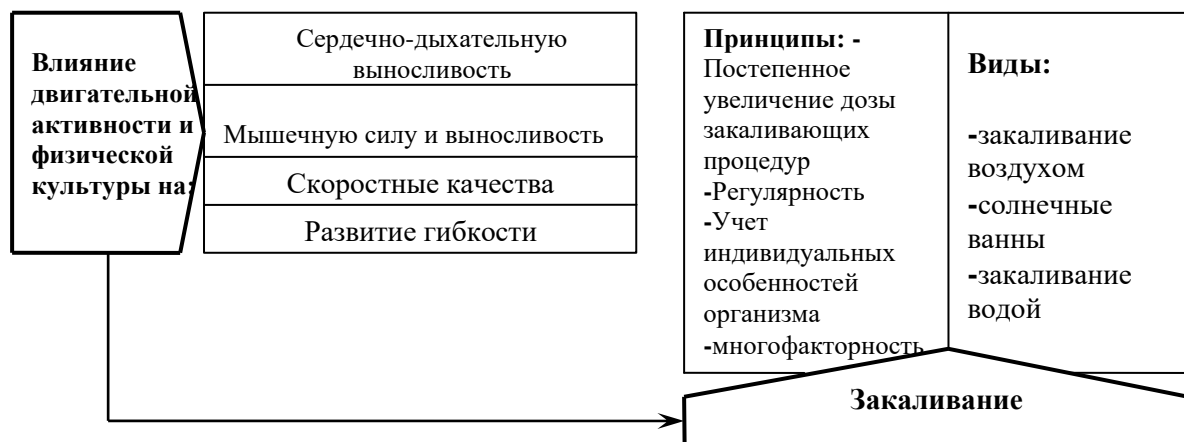 Влияние
двигательной
активности и
физической
культуры на:
Сердечно-дыхательную
выносливость
Мышечную силу и выносливость
Скоростные качества
Развитие гибкости
Принципы: -
Постепенное
увеличение дозы
закаливающих
процедур
-Регулярность
-Учет
индивидуальных
особенностей
организма
-многофакторность
Виды:
-закаливание
воздухом
-солнечные
ванны
-закаливание
водой
Закаливание